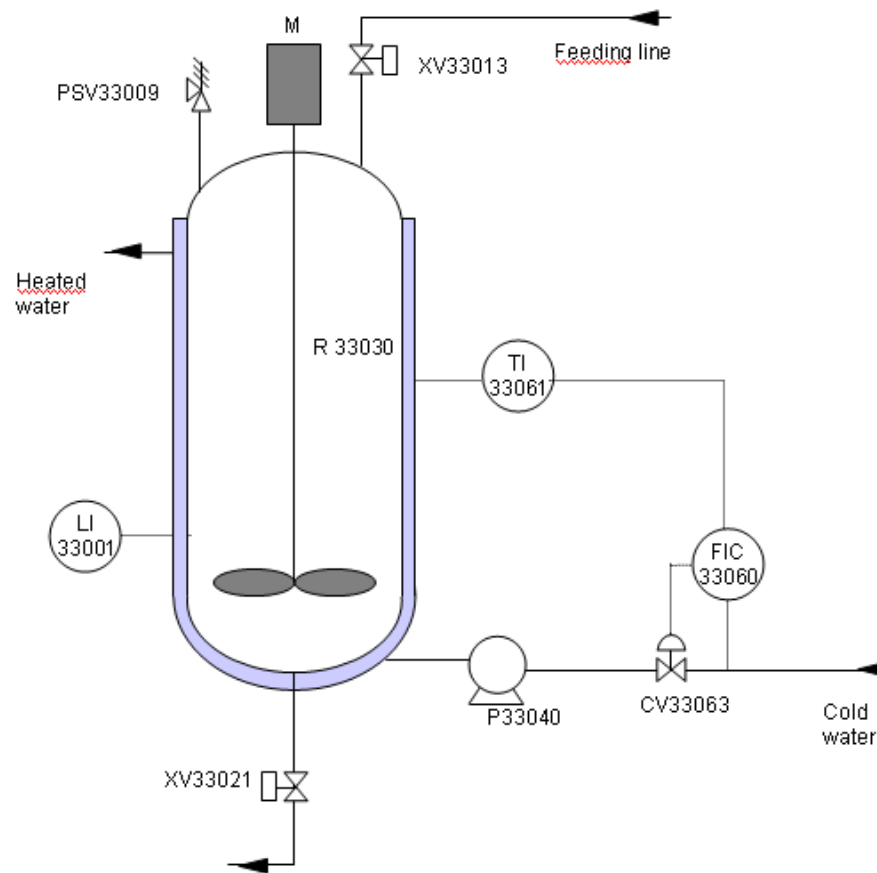 M
Feeding line
XV33013
PSV33009
Heated
water
R 33030
TI
33061
LI
33001
FIC
33060
P33040
CV33063
Cold
water
XV33021